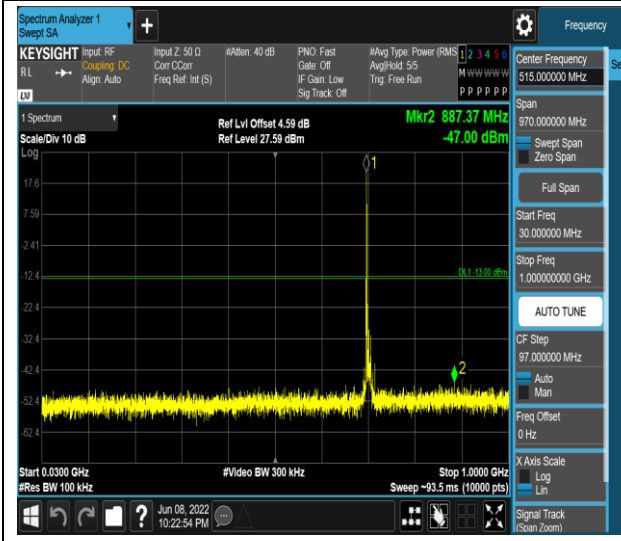 Spectrum Analyzer 1
Swept SA
+
Frequency
KEYSIGHT
RL
LXI
Input: RF
Coupling: DC
Align: Auto
Input Z: 50 Ω
Corr CCorr
Freq Ref: Int (S)
#Atten: 40 dB
PNO: Fast
Gate: Off
IF Gain: Low
Sig Track: Off
#Avg Type: Power (RMS
Avg|Hold: 5/5
Trig: Free Run
1 2 3 4 5 6
M W W W W W
P P P P P P
1 Spectrum
Scale/Div 10 dB
Log
Ref Lvl Offset 4.59 dB
Ref Level 27.59 dBm
Mkr2 887.37 MHz
-47.00 dBm
1
17.6
7.59
-2.41
DL1 -13.00 dBm
-22.4
-32.4
-42.4
2
-52.4
-62.4
Start 0.0300 GHz
#Res BW 100 kHz
#Video BW 300 kHz
Stop 1.0000 GHz
Sweep ~93.5 ms (10000 pts)
?
Jun 08, 2022
10:22:54 PM
Center Frequency
515.000000 MHz
Se
Span
970.000000 MHz
Swept Span
Zero Span
Full Span
Start Freq
30.000000 MHz
Stop Freq
1.000000000 GHz
AUTO TUNE
CF Step
97.000000 MHz
Auto
Man
Freq Offset
0 Hz
X Axis Scale
Log
Lin
Signal Track
(Span Zoom)